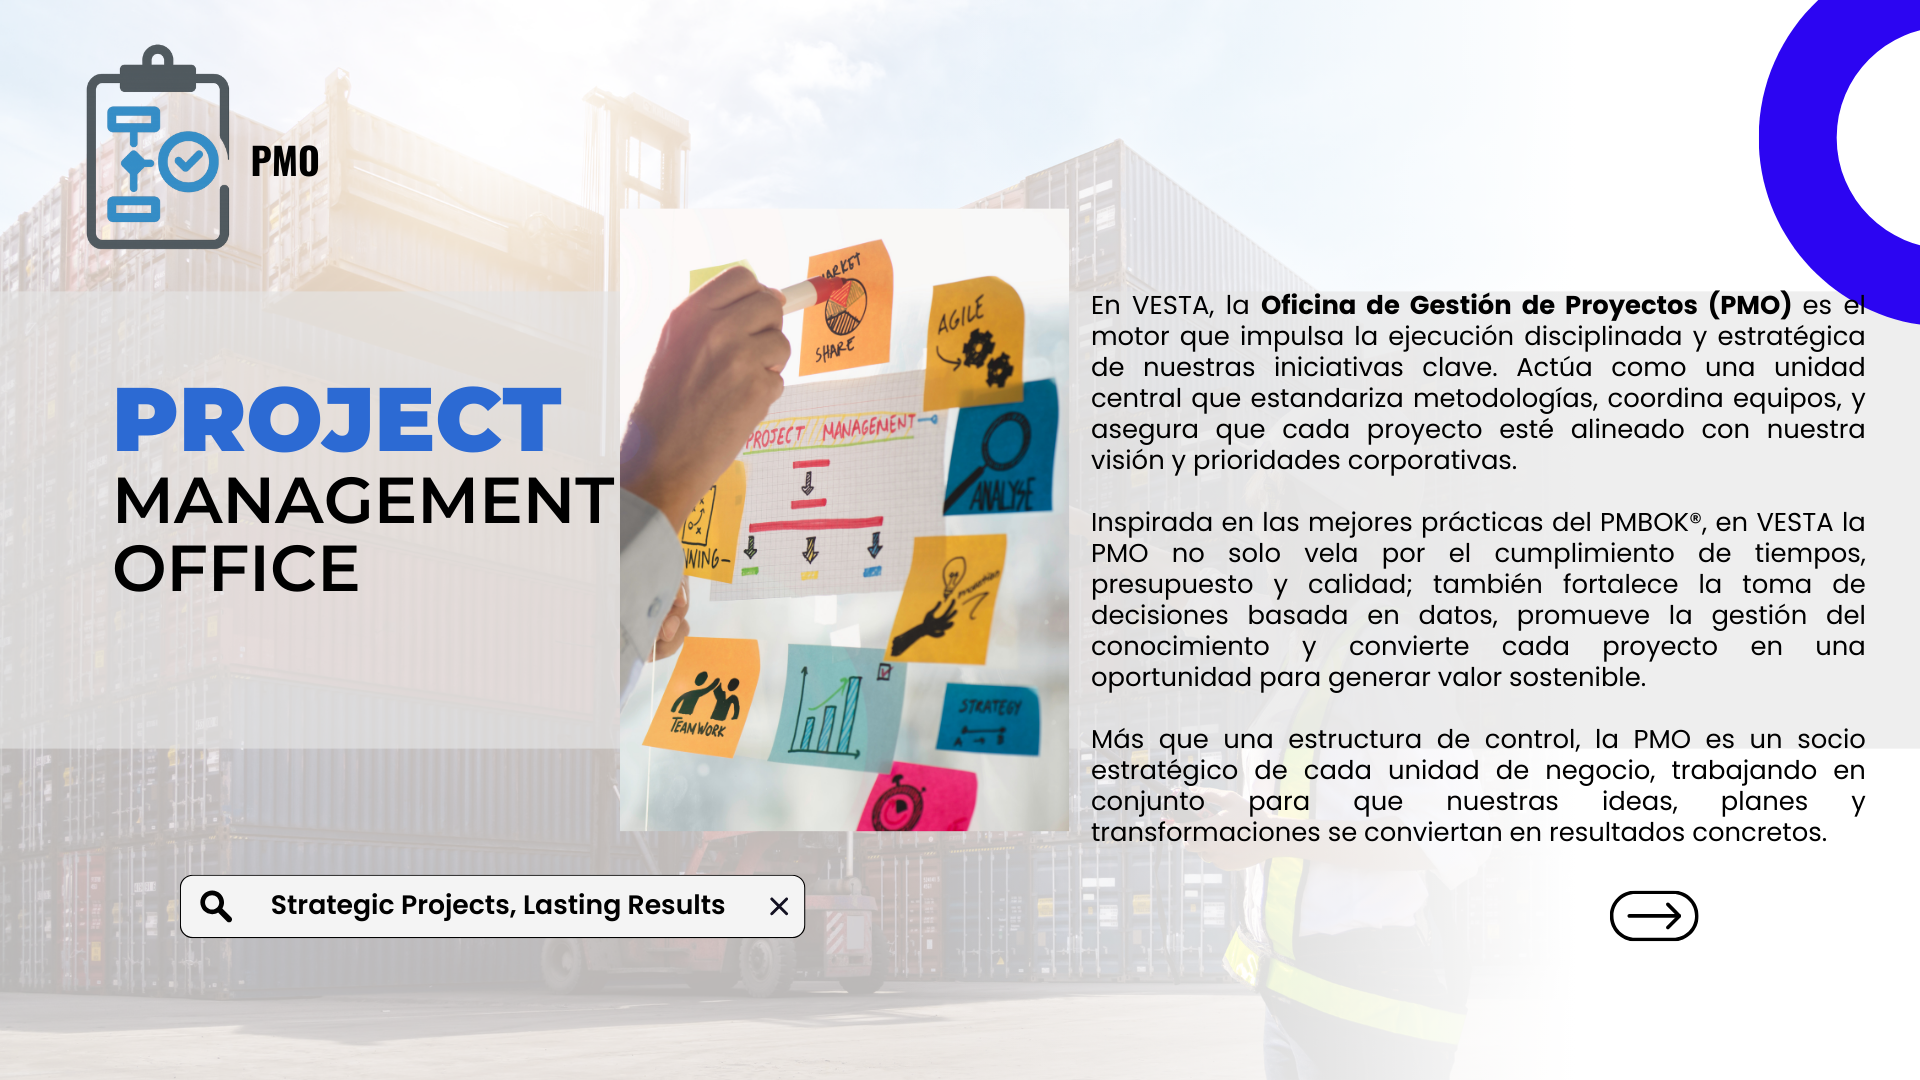 PMO
PROJECT
MANAGEMENT
OFFICE
MARKET
SHARE
AGILE
PROJECT MANAGEMENT
ANALYSE
NNING-
TEAMWORK
STRATEGY
A B
En VESTA, la Oficina de Gestión de Proyectos (PMO) es el
motor que impulsa la ejecución disciplinada y estratégica
de nuestras iniciativas clave. Actúa como una unidad
central que estandariza metodologías, coordina equipos, y
asegura que cada proyecto esté alineado con nuestra
visión y prioridades corporativas.
Inspirada en las mejores prácticas del PMBOK®, en VESTA la
PMO no solo vela por el cumplimiento de tiempos,
presupuesto y calidad; también fortalece la toma de
decisiones basada en datos, promueve la gestión del
conocimiento y convierte cada proyecto en una
oportunidad para generar valor sostenible.
Más que una estructura de control, la PMO es un socio
estratégico de cada unidad de negocio, trabajando en
conjunto para que nuestras ideas, planes y
transformaciones se conviertan en resultados concretos.
Strategic Projects, Lasting Results